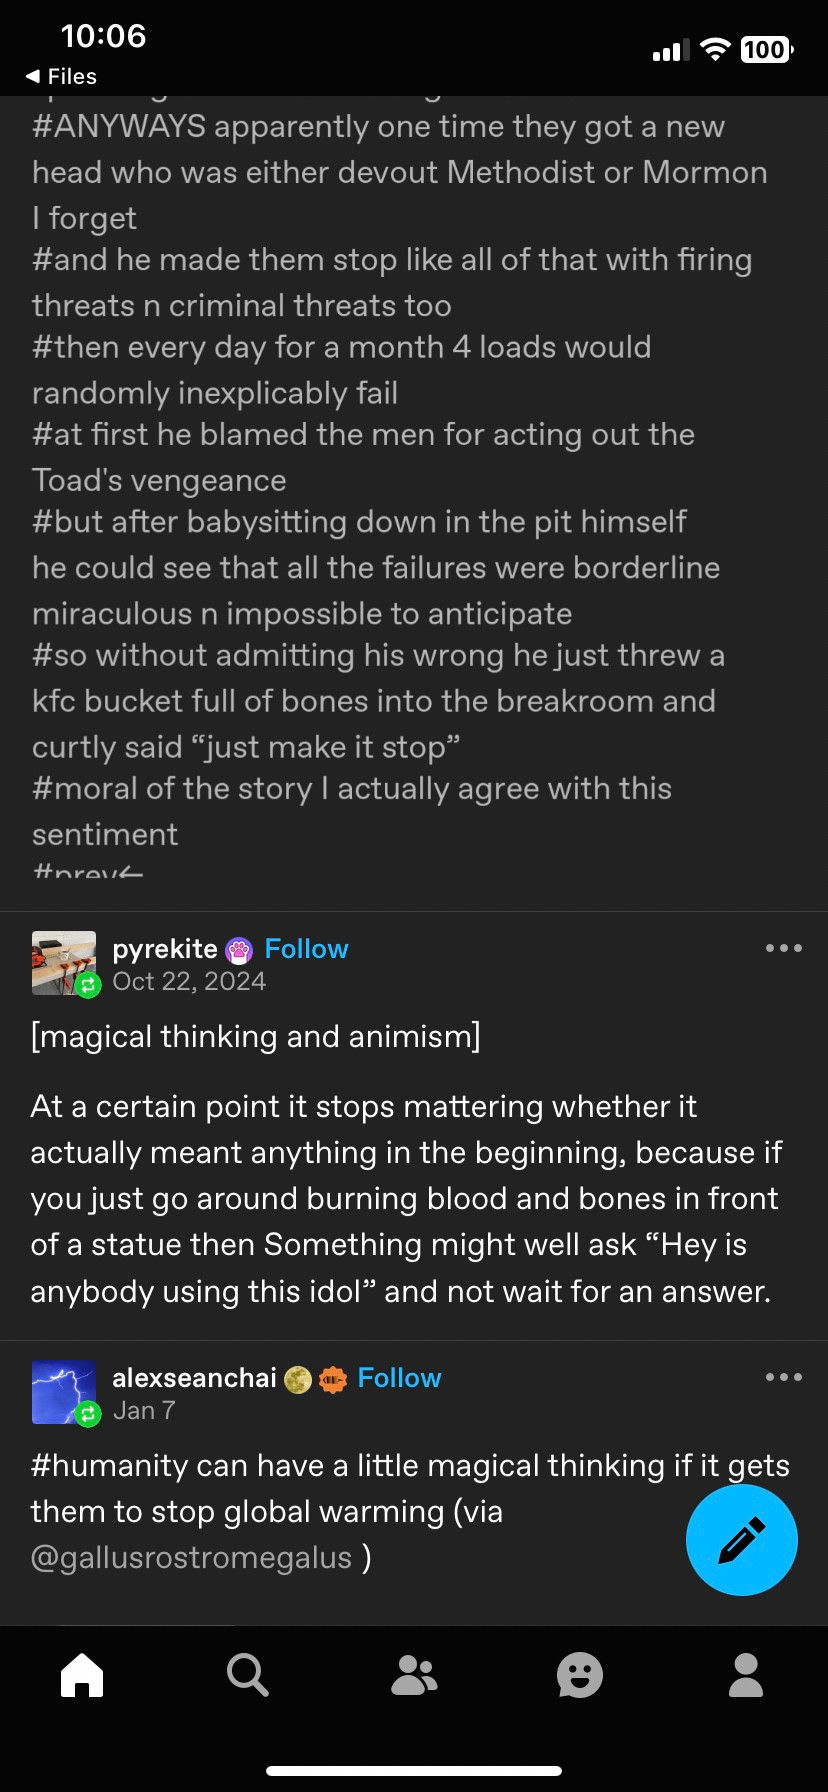 10:06
100
◀ Files
#ANYWAYS apparently one time they got a new
head who was either devout Methodist or Mormon
I forget
#and he made them stop like all of that with firing
threats n criminal threats too
#then every day for a month 4 loads would
randomly inexplicably fail
#at first he blamed the men for acting out the
Toad's vengeance
#but after babysitting down in the pit himself
he could see that all the failures were borderline
miraculous n impossible to anticipate
#so without admitting his wrong he just threw a
kfc bucket full of bones into the breakroom and
curtly said “just make it stop”
#moral of the story I actually agree with this
sentiment
#prev←
pyrekite Follow
Oct 22, 2024
[magical thinking and animism]
At a certain point it stops mattering whether it
actually meant anything in the beginning, because if
you just go around burning blood and bones in front
of a statue then Something might well ask “Hey is
anybody using this idol” and not wait for an answer.
alexseanchai Follow
Jan 7
#humanity can have a little magical thinking if it gets
them to stop global warming (via
@gallusrostromegalus )